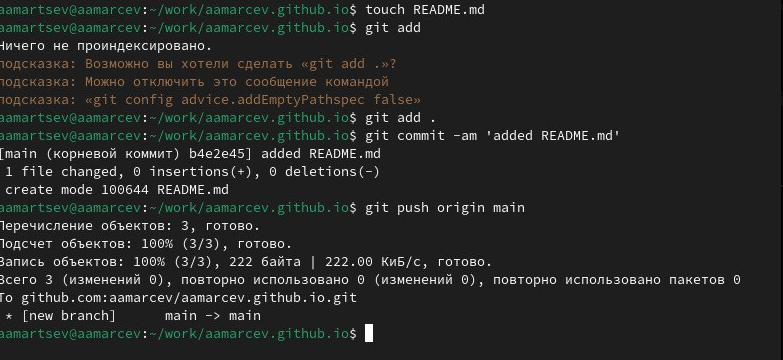 aamartsev@aamarcev:~/work/aamarcev.github.io$ touch README.md
aamartsev@aamarcev:~/work/aamarcev.github.io$ git add
Ничего не проиндексировано.
подсказка: Возможно вы хотели сделать «git add .»?
подсказка: Можно отключить это сообщение командой
подсказка: «git config advice.addEmptyPathspec false»
aamartsev@aamarcev:~/work/aamarcev.github.io$ git add .
aamartsev@aamarcev:~/work/aamarcev.github.io$ git commit -am 'added README.md'
[main (корневой коммит) b4e2e45] added README.md
1 file changed, 0 insertions(+), 0 deletions(-)
create mode 100644 README.md
aamartsev@aamarcev:~/work/aamarcev.github.io$ git push origin main
Перечисление объектов: 3, готово.
Подсчет объектов: 100% (3/3), готово.
Запись объектов: 100% (3/3), 222 байта | 222.00 КиБ/с, готово.
Всего 3 (изменений 0), повторно использовано 0 (изменений 0), повторно использовано пакетов 0
To github.com:aamarcev/aamarcev.github.io.git
* [new branch] main -> main
aamartsev@aamarcev:~/work/aamarcev.github.io$